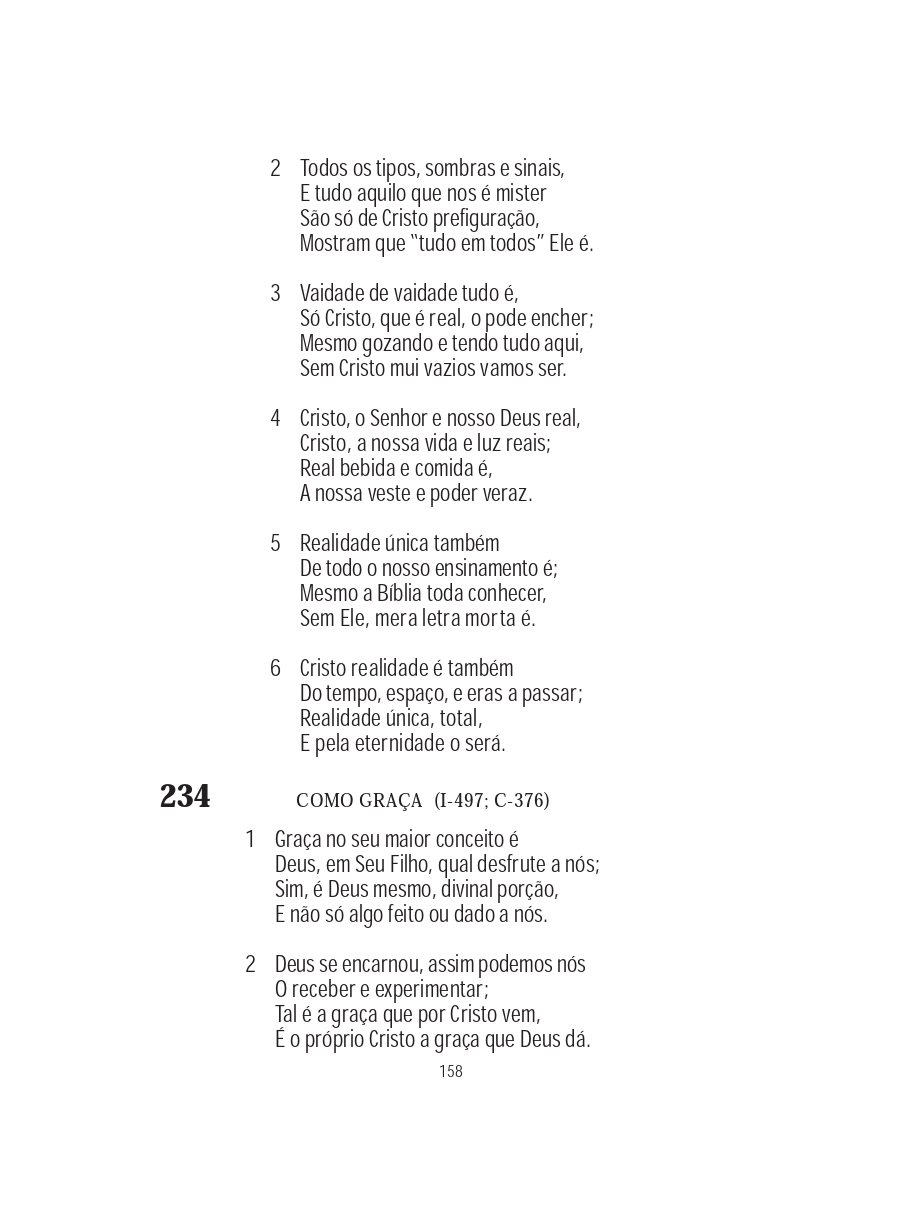 2 Todos os tipos, sombras e sinais,
E tudo aquilo que nos é mister
São só de Cristo prefiguração,
Mostram que “tudo em todos” Ele é.
3 Vaidade de vaidade tudo é,
Só Cristo, que é real, o pode encher;
Mesmo gozando e tendo tudo aqui,
Sem Cristo mui vazios vamos ser.
4 Cristo, o Senhor e nosso Deus real,
Cristo, a nossa vida e luz reais;
Real bebida e comida é,
A nossa veste e poder veraz.
5 Realidade única também
De todo o nosso ensinamento é;
Mesmo a Bíblia toda conhecer,
Sem Ele, mera letra morta é.
6 Cristo realidade é também
Do tempo, espaço, e eras a passar;
Realidade única, total,
E pela eternidade o será.
234 COMO GRAÇA (I-497; C-376)
1 Graça no seu maior conceito é
Deus, em Seu Filho, qual desfrute a nós;
Sim, é Deus mesmo, divinal porção,
E não só algo feito ou dado a nós.
2 Deus se encarnou, assim podemos nós
O receber e experimentar;
Tal é a graça que por Cristo vem,
É o próprio Cristo a graça que Deus dá.
158